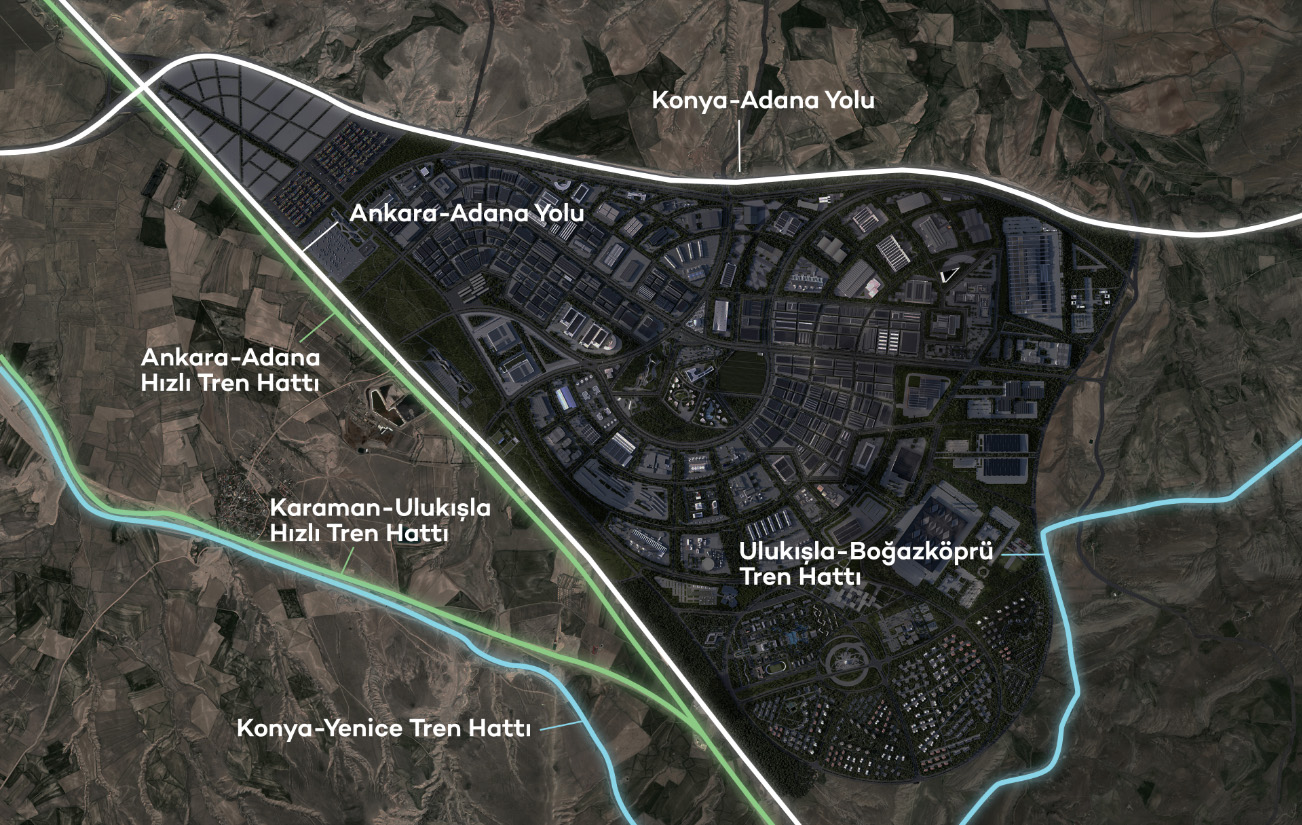 Konya-Adana Yolu
Ankara-Adana Yolu
Ankara-Adana
Hızlı Tren Hattı
Karaman-Ulukışla
Hızlı Tren Hattı
Ulukışla-Boğazköprü
Tren Hattı
Konya-Yenice Tren Hattı